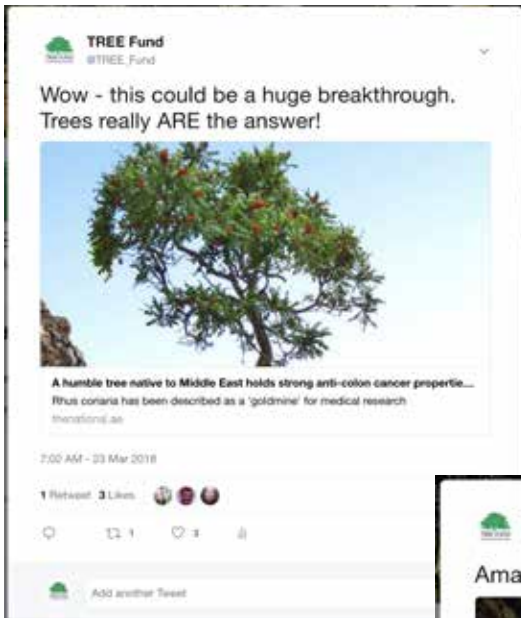 TREE Fund
@TREE_Fund
Wow - this could be a huge breakthrough.
Trees really ARE the answer!
A humble tree native to Middle East holds strong anti-colon cancer propertie...
Rhus coriaria has been described as a 'goldmine' for medical research
thenational.ae
7:00 AM - 23 Mar 2018
1 Retweet 3 Likes
1 3
Add another Tweet
Ama